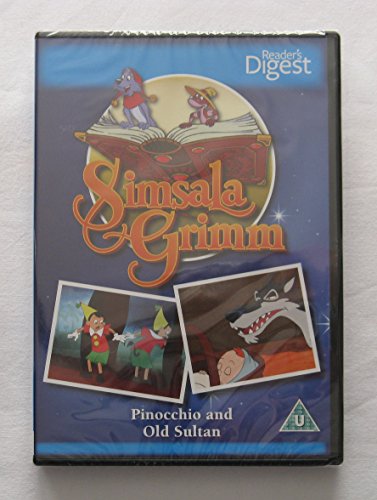 Reader's
Digest
Simsala
Grimm
Pinocchio and
Old Sultan
U